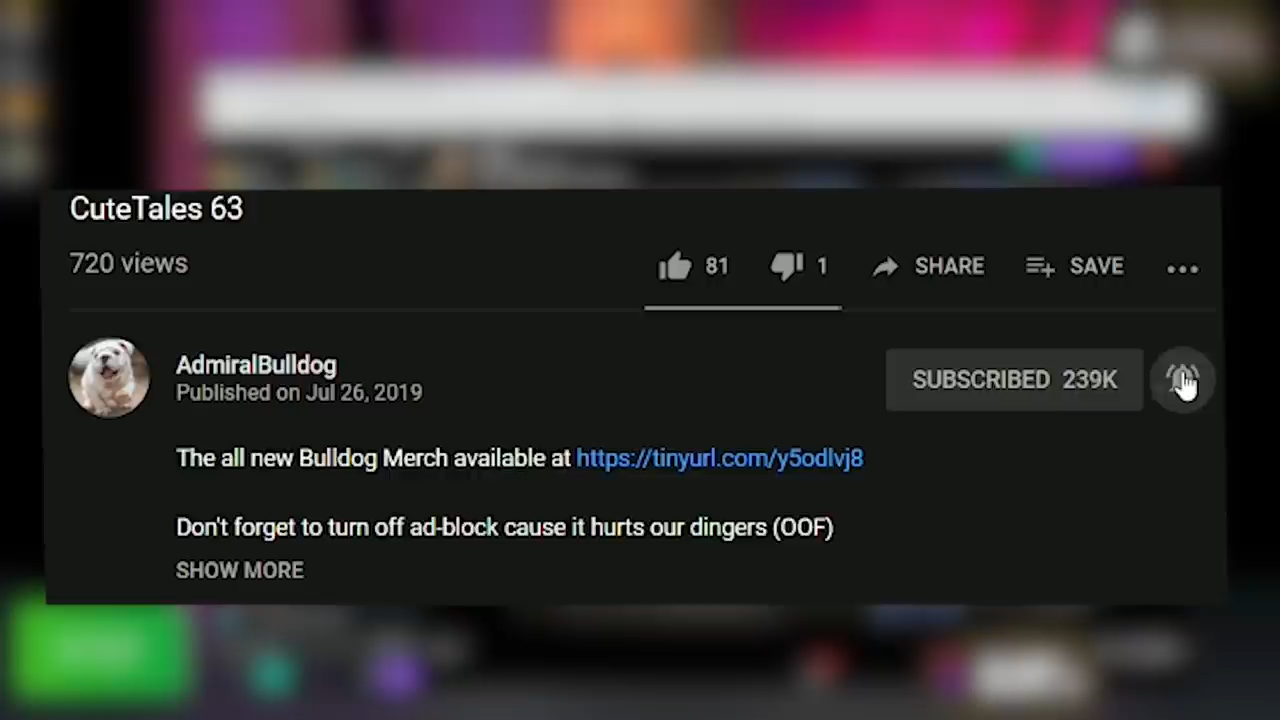 CuteTales 63
720 views
81
1
SHARE
SAVE
AdmiralBulldog
Published on Jul 26, 2019
SUBSCRIBED 239K
The all new Bulldog Merch available at https://tinyurl.com/y5odlvj8
Don't forget to turn off ad-block cause it hurts our dingers (OOF)
SHOW MORE